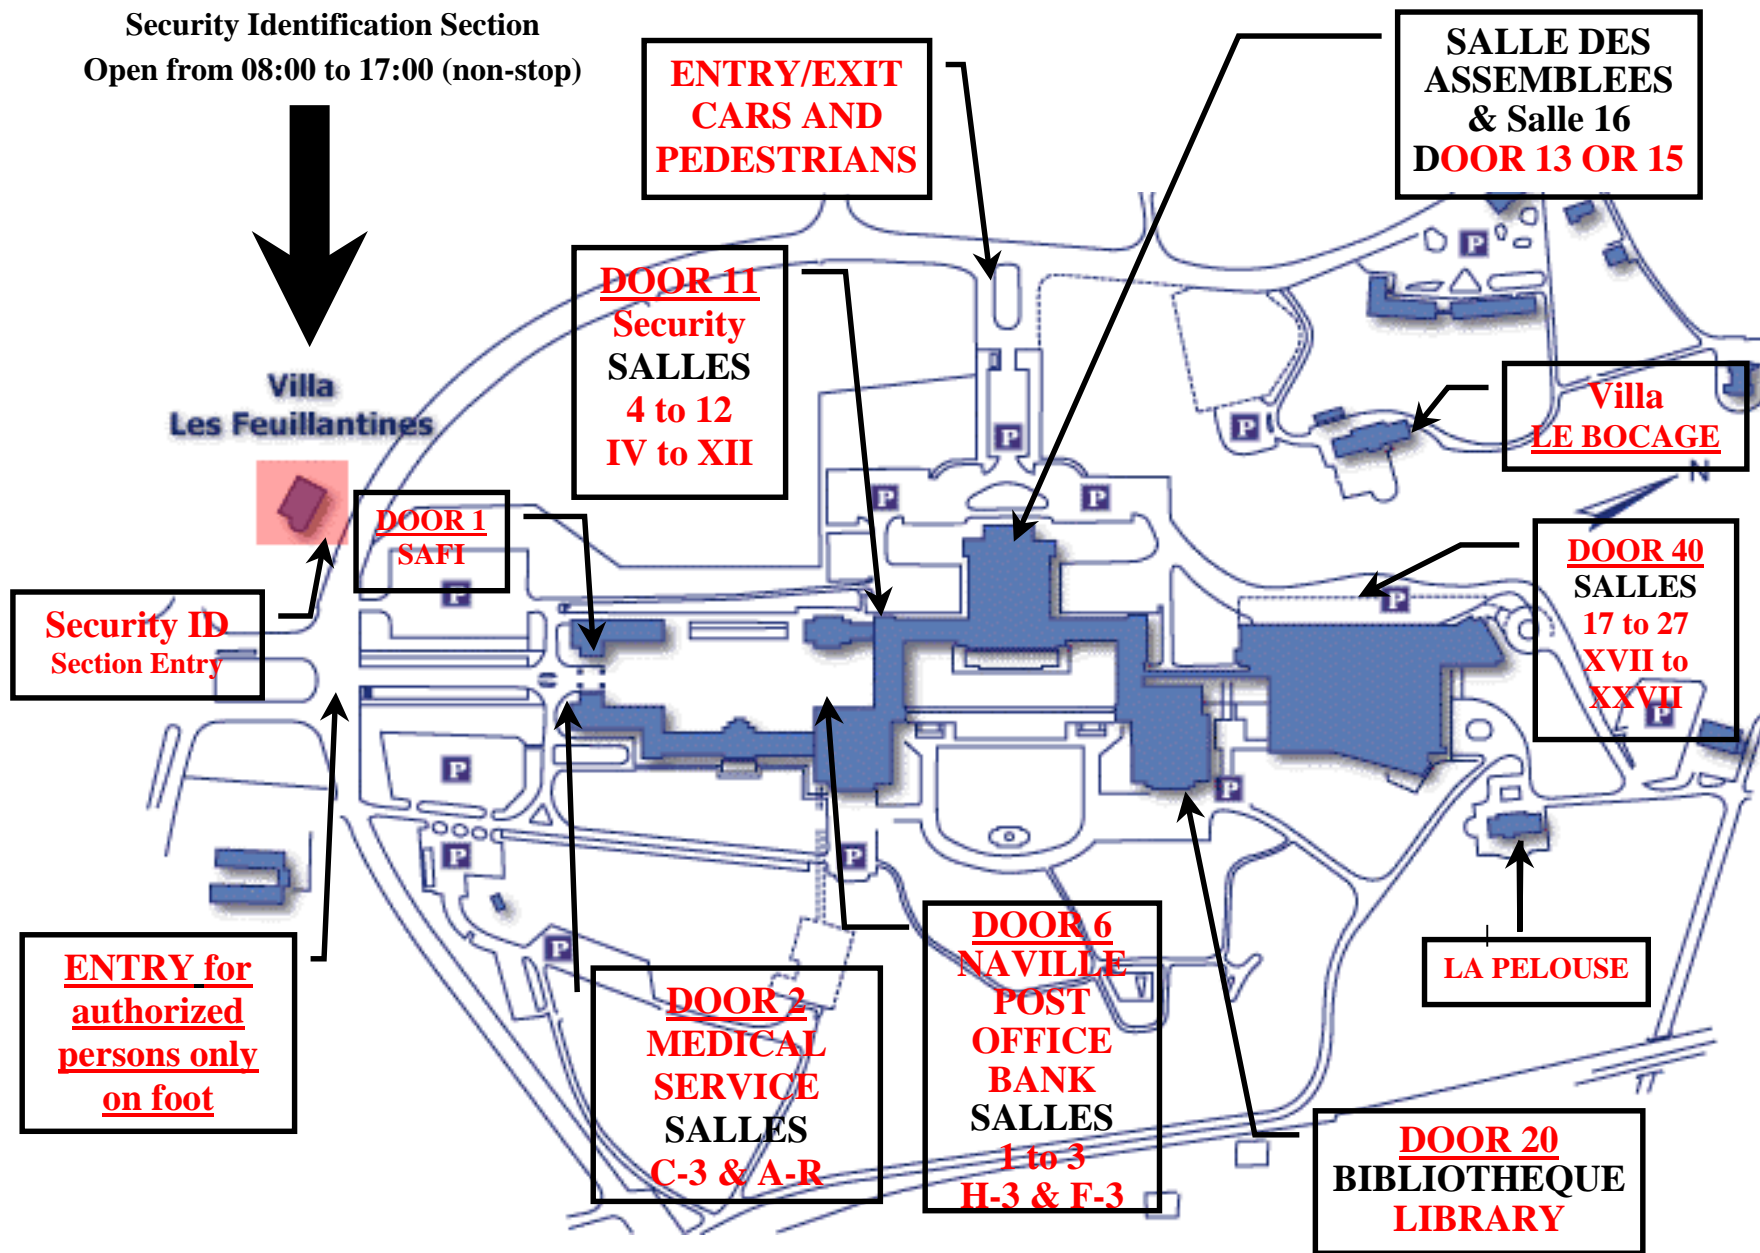 Security Identification Section
Open from 08:00 to 17:00 (non-stop)
ENTRY/EXIT
CARS AND
PEDESTRIANS
SALLE DES
ASSEMBLEES
& Salle 16
DOOR 13 OR 15
DOOR 11
Security
SALLES
4 to 12
IV to XII
Villa
Les Feuillantines
Villa
LE BOCAGE
N
DOOR 1
SAFI
DOOR 40
SALLES
17 to 27
XVII to
XXVII
Security ID
Section Entry
P
P
P
P
P
P
P
P
P
P
P
P
P
P
ENTRY for
authorized
persons only
on foot
DOOR 2
MEDICAL
SERVICE
SALLES
C-3 & A-R
DOOR 6
NAVILLE
POST
OFFICE
BANK
SALLES
1 to 3
H-3 & F-3
LA PELOUSE
DOOR 20
BIBLIOTHEQUE
LIBRARY